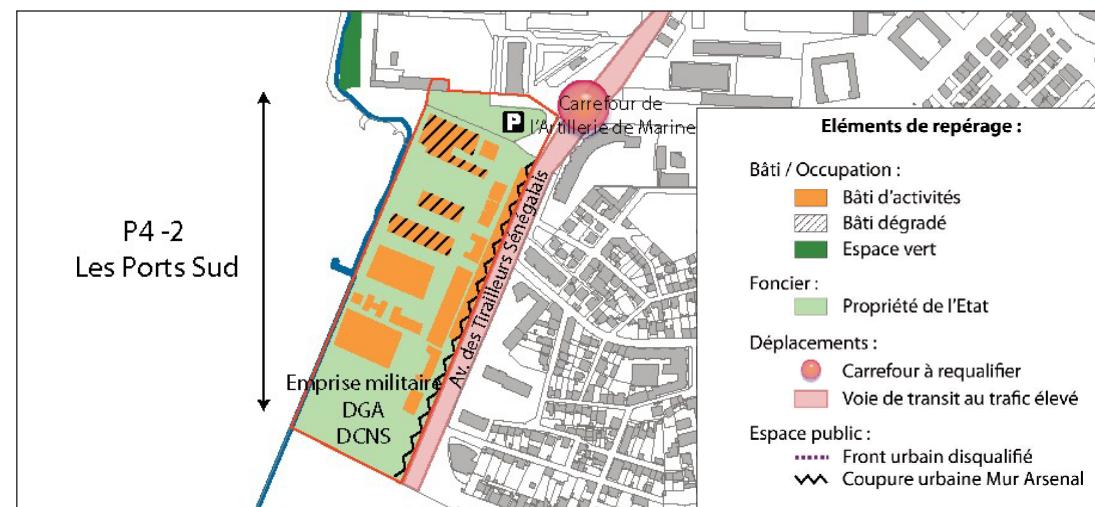 P4 -2
Les Ports Sud
P
Carrefour de
l'Artillerie de Marine
Av. des Tirailleurs Sénégalais
Emprise militaire
DGA
DCNS
Eléments de repérage :
Bâti / Occupation :
Bâti d'activités
Bâti dégradé
Espace vert
Foncier :
Propriété de l'Etat
Déplacements :
Carrefour à requalifier
Voie de transit au trafic élevé
Espace public :
Front urbain disqualifié
Coupure urbaine Mur Arsenal